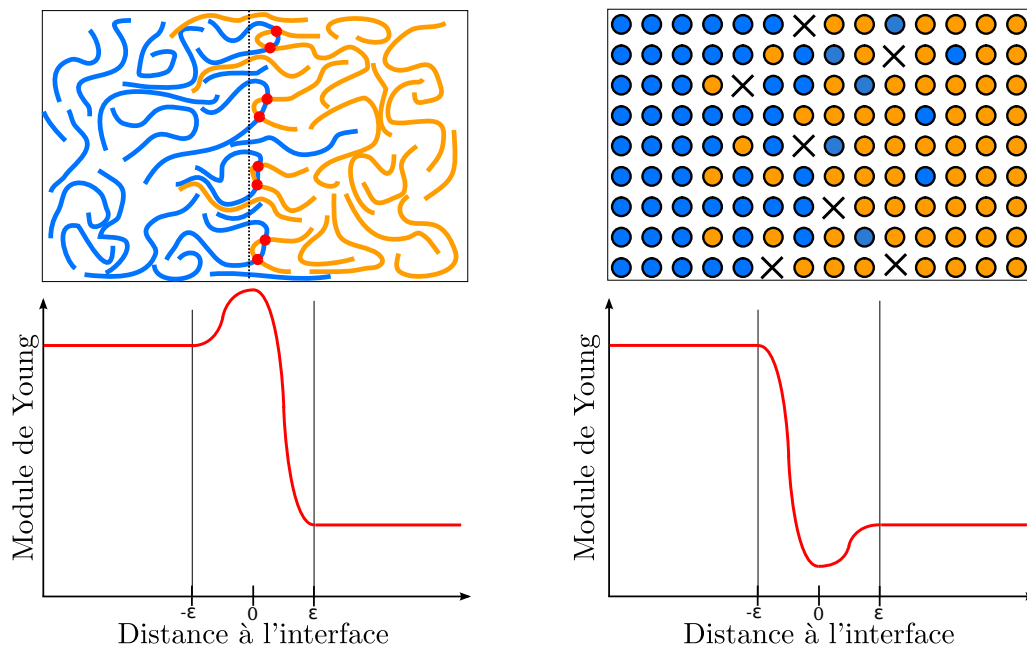 Module de Young
-ε 0 ε
Distance à l'interface
Module de Young
-ε 0 ε
Distance à l'interface